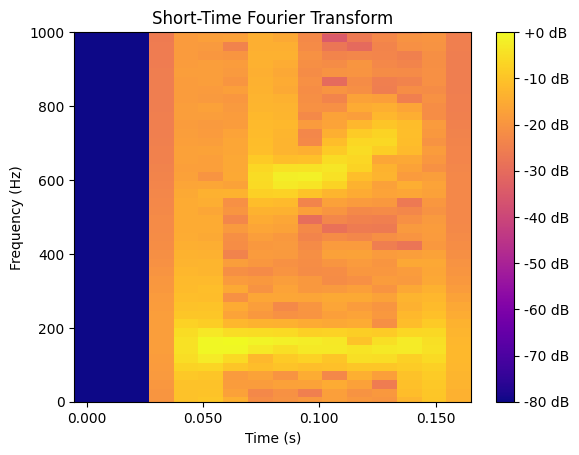 Short-Time Fourier Transform
1000
800
600
400
200
0
Frequency (Hz)
0.000
0.050
0.100
0.150
Time (s)
+0 dB
-10 dB
-20 dB
-30 dB
-40 dB
-50 dB
-60 dB
-70 dB
-80 dB